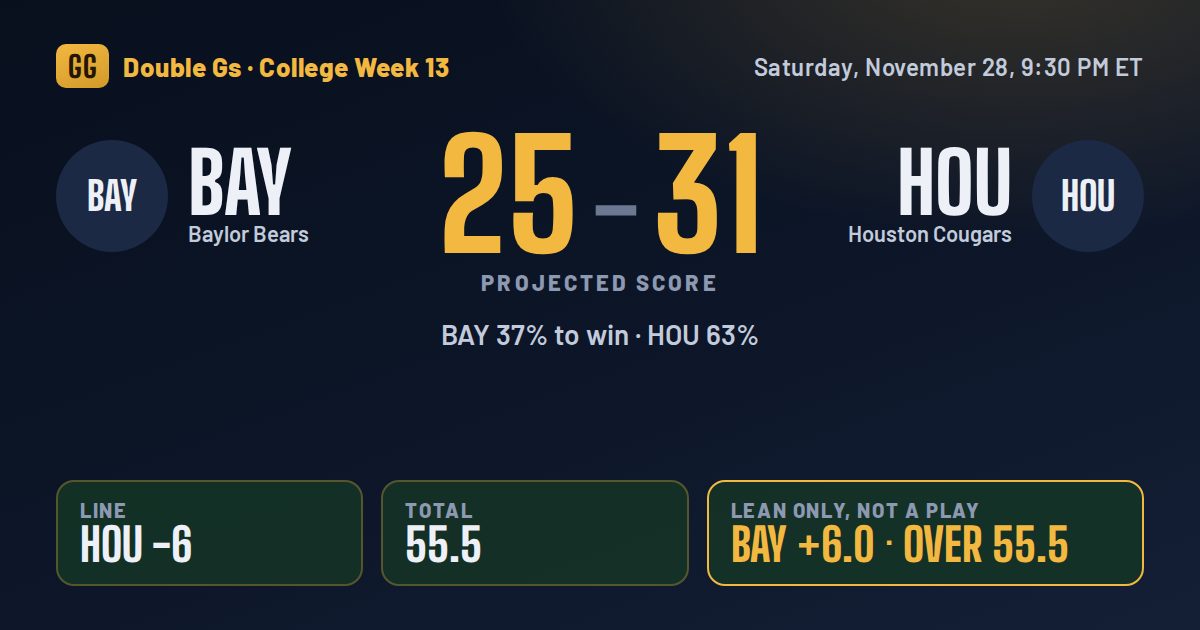 GG Double Gs · College Week 13
Saturday, November 28, 9:30 PM ET
BAY
BAY
Baylor Bears
25 – 31
PROJECTED SCORE
BAY 37% to win · HOU 63%
HOU
Houston Cougars
HOU
LINE
HOU −6
TOTAL
55.5
LEAN ONLY, NOT A PLAY
BAY +6.0 · OVER 55.5